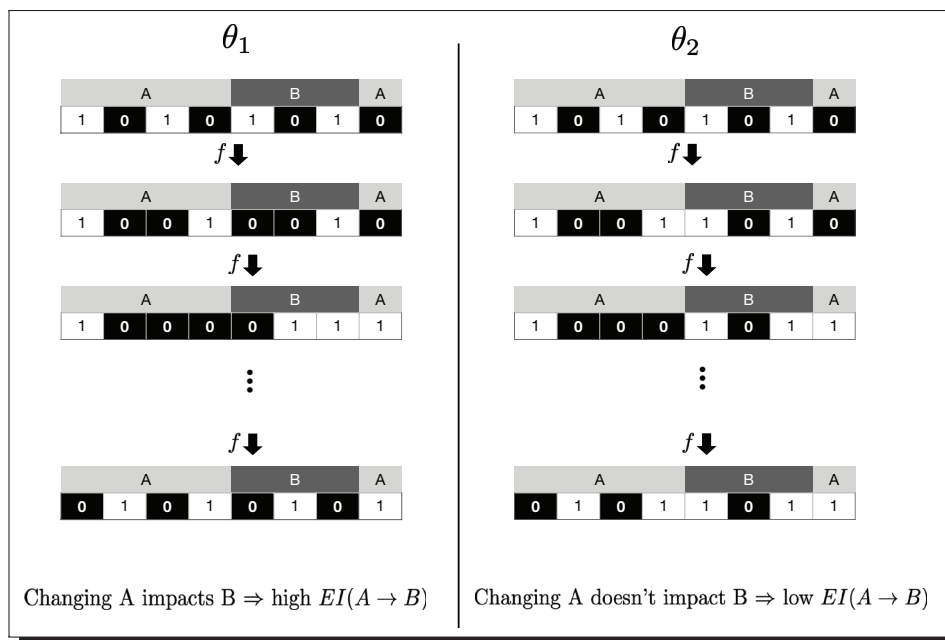 θ₁
A B A
1 0 1 0 1 0 1 0
f
A B A
1 0 0 1 0 0 1 0
f
A B A
1 0 0 0 0 1 1 1
⋮
f
A B A
0 1 0 1 0 1 0 1
Changing A impacts B ⇒ high EI(A → B)
θ₂
A B A
1 0 1 0 1 0 1 0
f
A B A
1 0 0 1 1 0 1 0
f
A B A
1 0 0 0 1 0 1 1
⋮
f
A B A
0 1 0 1 1 0 1 1
Changing A doesn't impact B ⇒ low EI(A → B)